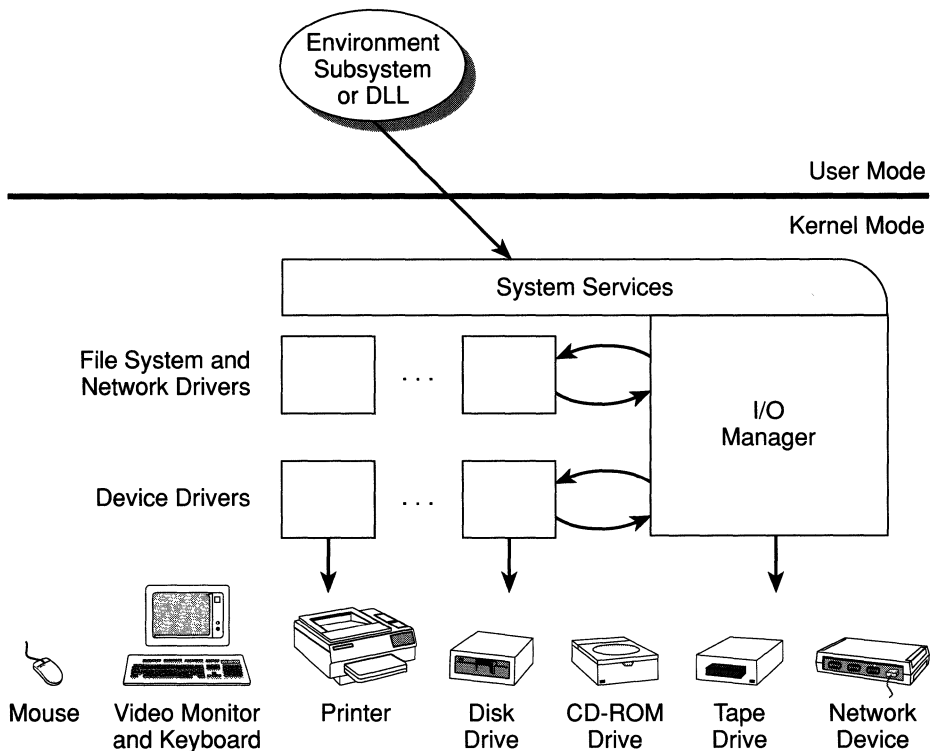 Environment
Subsystem
or DLL
User Mode
Kernel Mode
System Services
File System and
Network Drivers
. . .
I/O
Manager
Device Drivers
. . .
Mouse
Video Monitor
and Keyboard
Printer
Disk
Drive
CD-ROM
Drive
Tape
Drive
Network
Device